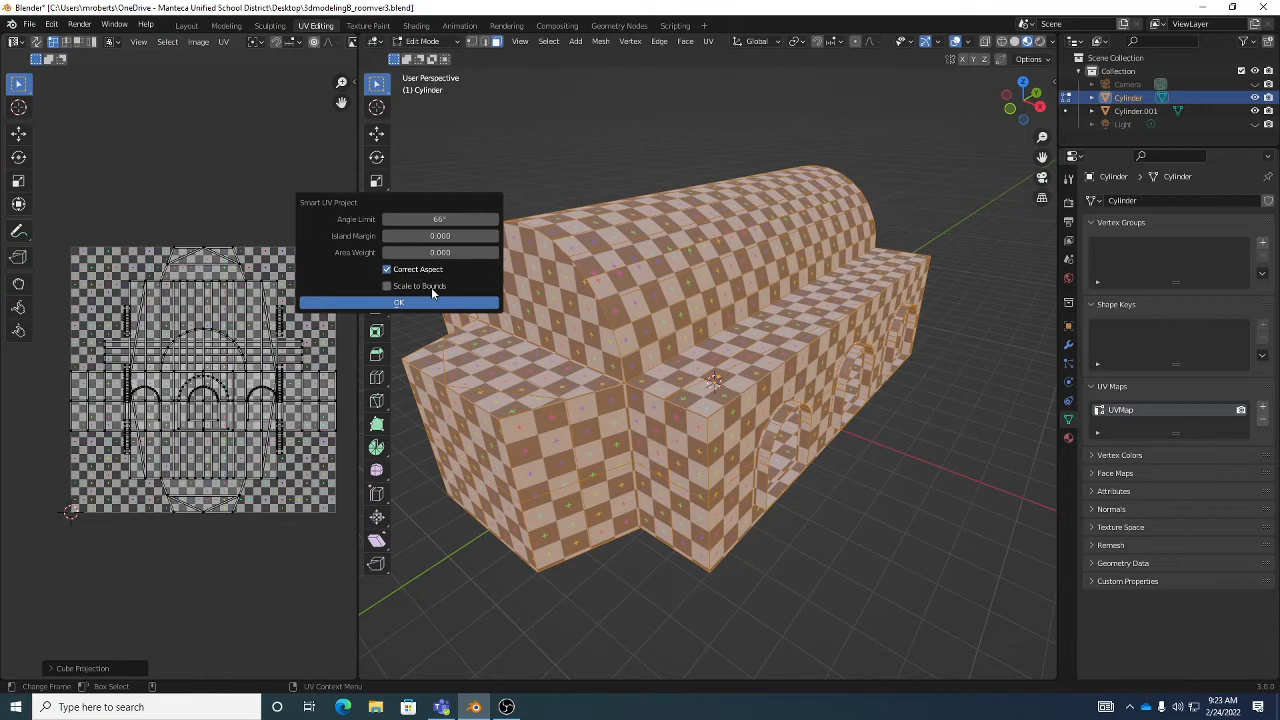 Blender* [C:\Users\mroberts\OneDrive - Manteca Unified School District\Desktop\3dmodelingB_roomver3.blend]
File Edit Render Window Help Layout Modeling Sculpting UV Editing Texture Paint Shading Animation Rendering Compositing Geometry Nodes Scripting Scene ViewLayer
View Select Image UV Edit Mode View Select Add Mesh Vertex Edge Face UV Global
X Y Z Options
User Perspective
(1) Cylinder
Scene Collection
Collection
Camera
Cylinder
Cylinder.001
Light
Z
Y
X
Cylinder Cylinder
Cylinder
Vertex Groups
Shape Keys
UV Maps
UVMap
Vertex Colors
Face Maps
Attributes
Normals
Texture Space
Remesh
Geometry Data
Custom Properties
Smart UV Project
Angle Limit 66°
Island Margin 0.000
Area Weight 0.000
Correct Aspect
Scale to Bounds
OK
Cube Projection
Change Frame Box Select UV Context Menu 3.0.0
Type here to search
9:23 AM
2/24/2022